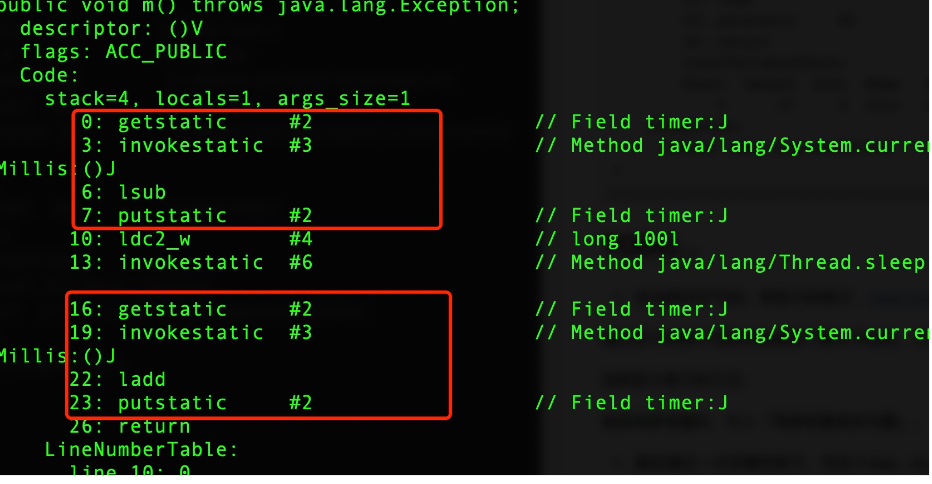 public void m() throws java.lang.Exception;
descriptor: ()V
flags: ACC_PUBLIC
Code:
stack=4, locals=1, args_size=1
0: getstatic #2 // Field timer:J
3: invokestatic #3 // Method java/lang/System.curre
Millis:()J
6: lsub
7: putstatic #2 // Field timer:J
10: ldc2_w #4 // long 100l
13: invokestatic #6 // Method java/lang/Thread.sleep
16: getstatic #2 // Field timer:J
19: invokestatic #3 // Method java/lang/System.curre
Millis:()J
22: ladd
23: putstatic #2 // Field timer:J
26: return
LineNumberTable:
line 10: 0